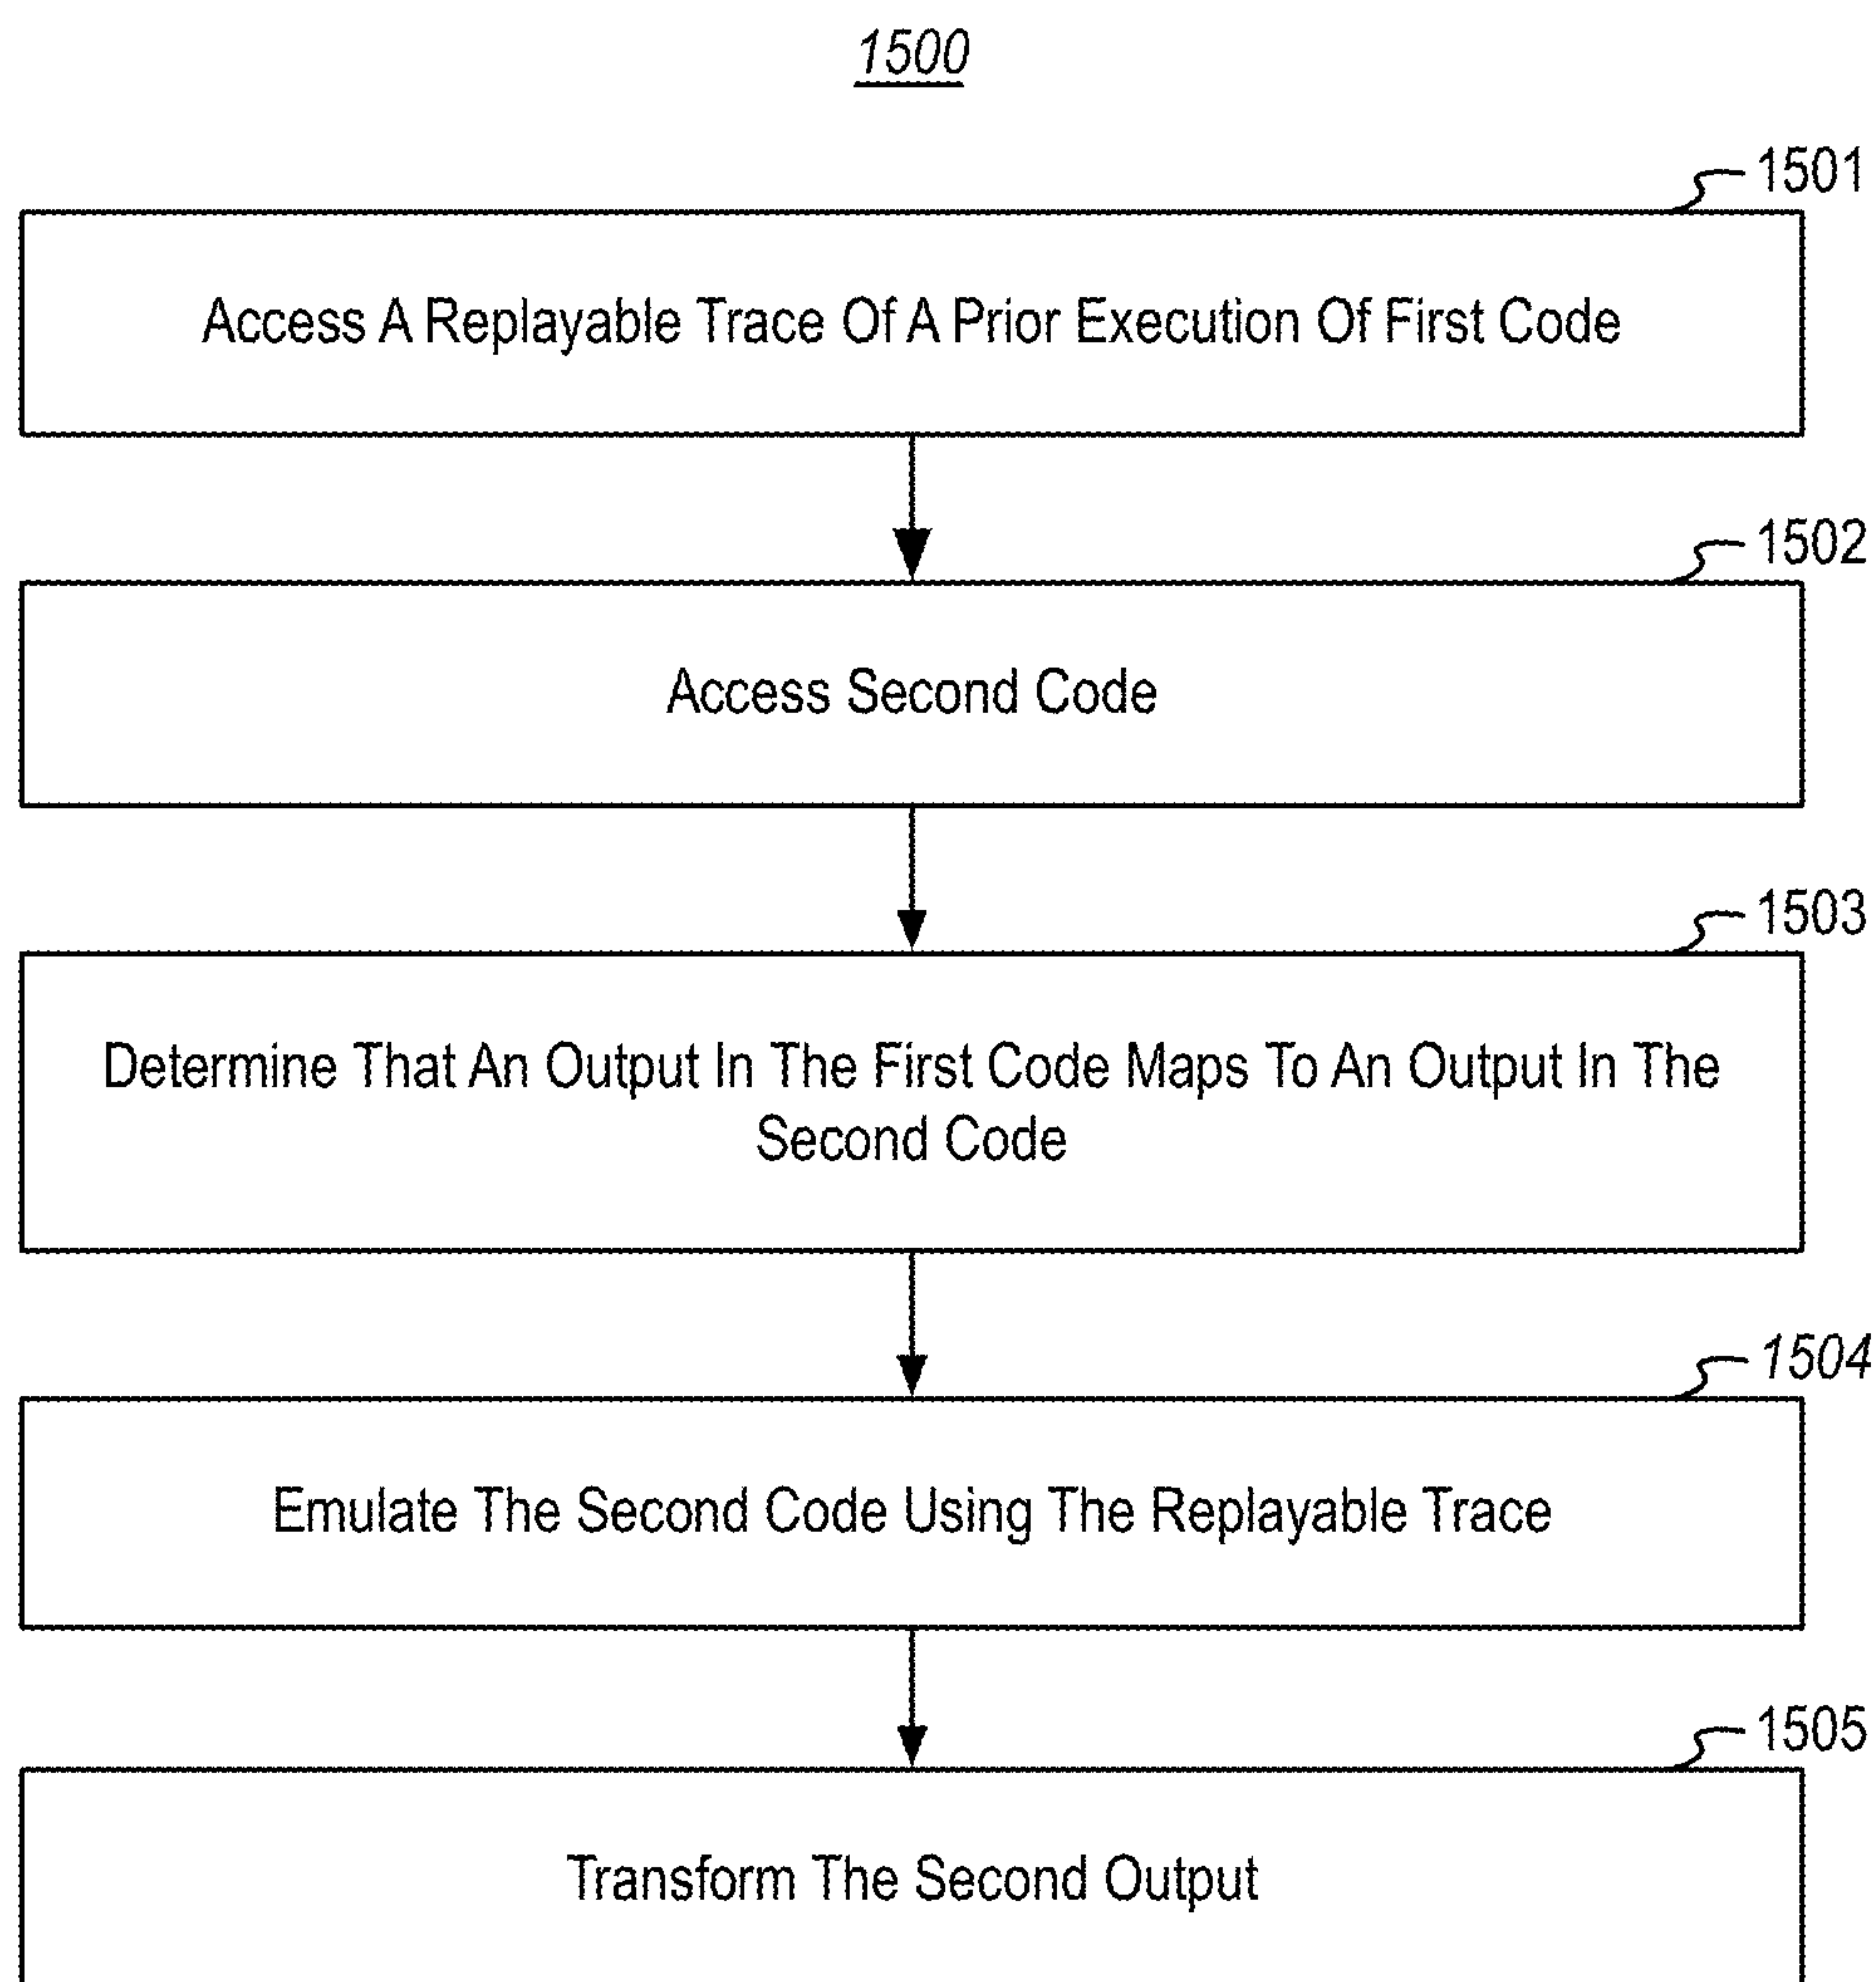 1500
1501
Access A Replayable Trace Of A Prior Execution Of First Code
1502
Access Second Code
1503
Determine That An Output In The First Code Maps To An Output In The
Second Code
1504
Emulate The Second Code Using The Replayable Trace
1505
Transform The Second Output